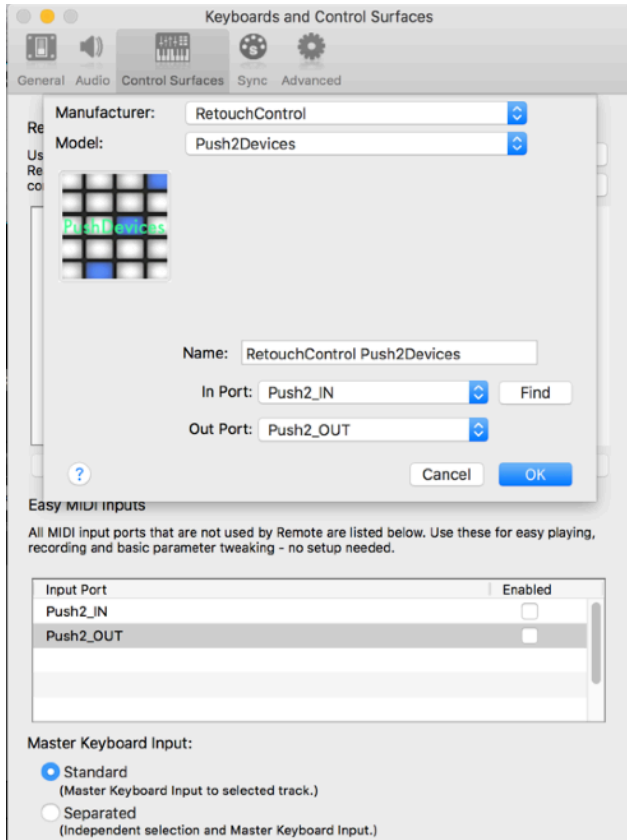 Keyboards and Control Surfaces
General Audio Control Surfaces Sync Advanced
Manufacturer: RetouchControl
Re
Model: Push2Devices
Us
Re
co
PushDevices
Name: RetouchControl Push2Devices
In Port: Push2_IN Find
Out Port: Push2_OUT
? Cancel OK
Easy MIDI Inputs
All MIDI input ports that are not used by Remote are listed below. Use these for easy playing,
recording and basic parameter tweaking - no setup needed.
Input Port Enabled
Push2_IN
Push2_OUT
Master Keyboard Input:
Standard
(Master Keyboard Input to selected track.)
Separated
(Independent selection and Master Keyboard Input.)